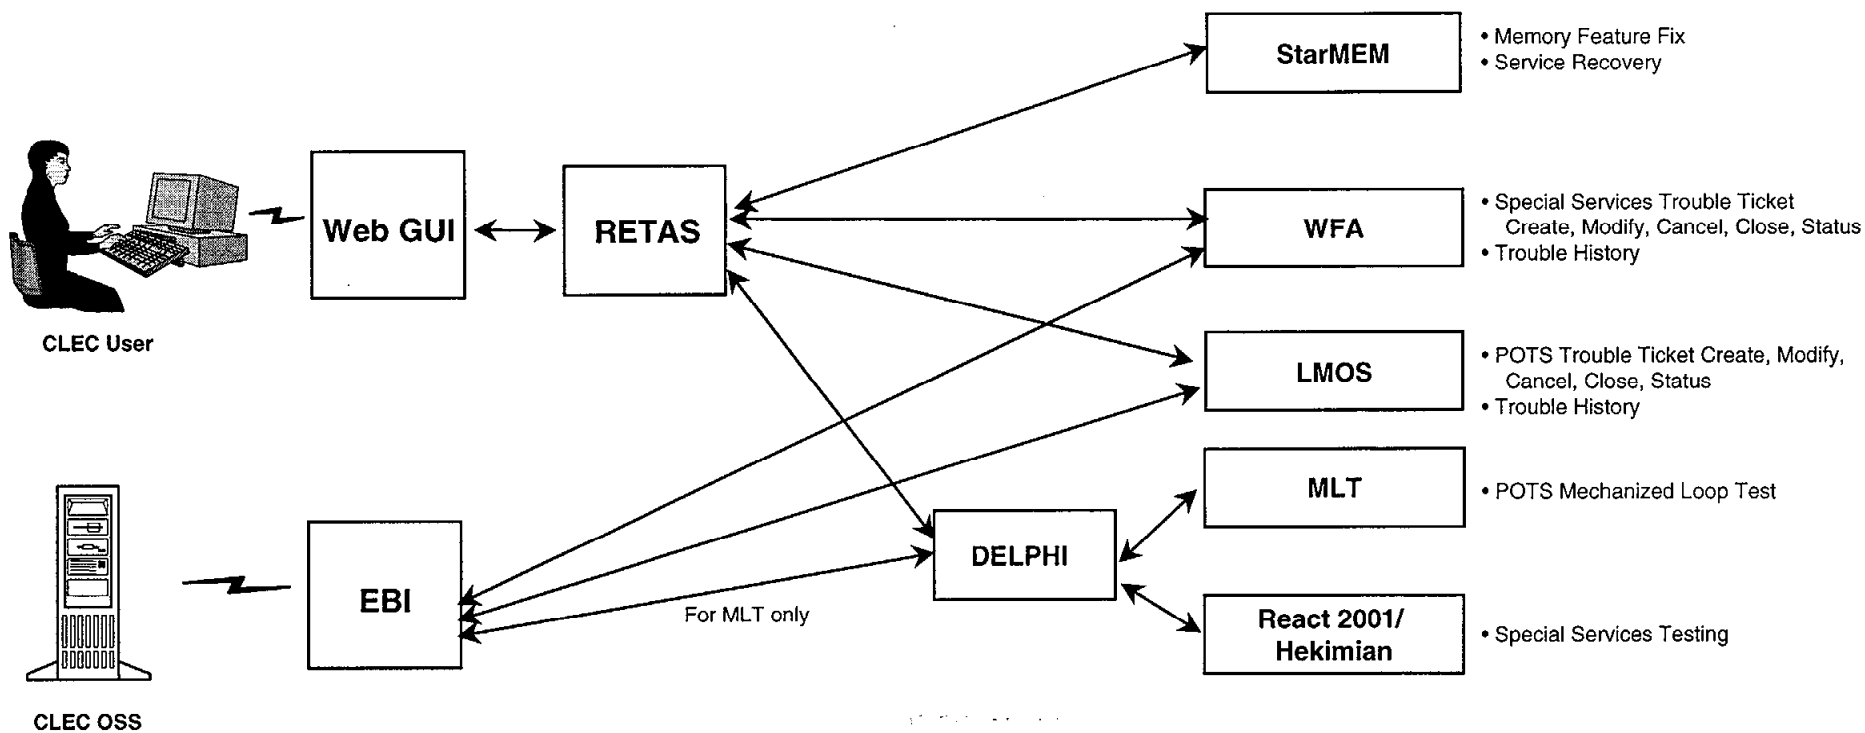 StarMEM
• Memory Feature Fix
• Service Recovery
Web GUI
RETAS
WFA
• Special Services Trouble Ticket
Create, Modify, Cancel, Close, Status
• Trouble History
CLEC User
LMOS
• POTS Trouble Ticket Create, Modify,
Cancel, Close, Status
• Trouble History
MLT
• POTS Mechanized Loop Test
DELPHI
EBI
For MLT only
React 2001/
Hekimian
• Special Services Testing
CLEC OSS